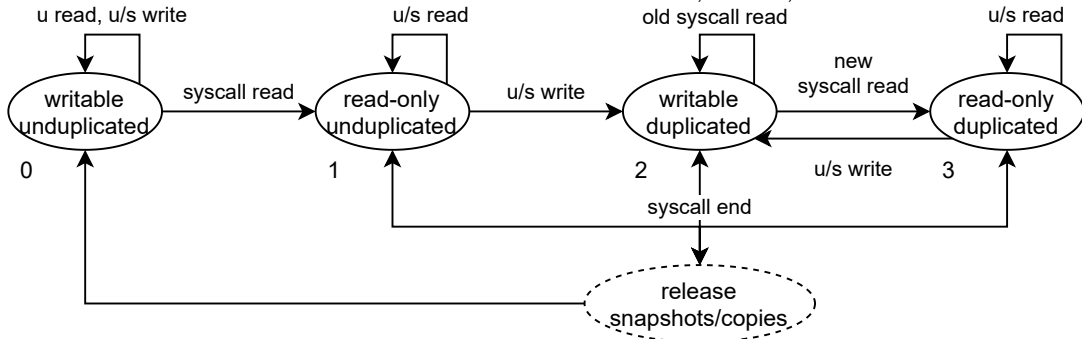 u read, u/s write
u/s read
old syscall read
u/s read
writable
unduplicated
syscall read
read-only
unduplicated
u/s write
writable
duplicated
new
syscall read
read-only
duplicated
0
1
2
u/s write
3
syscall end
release
snapshots/copies